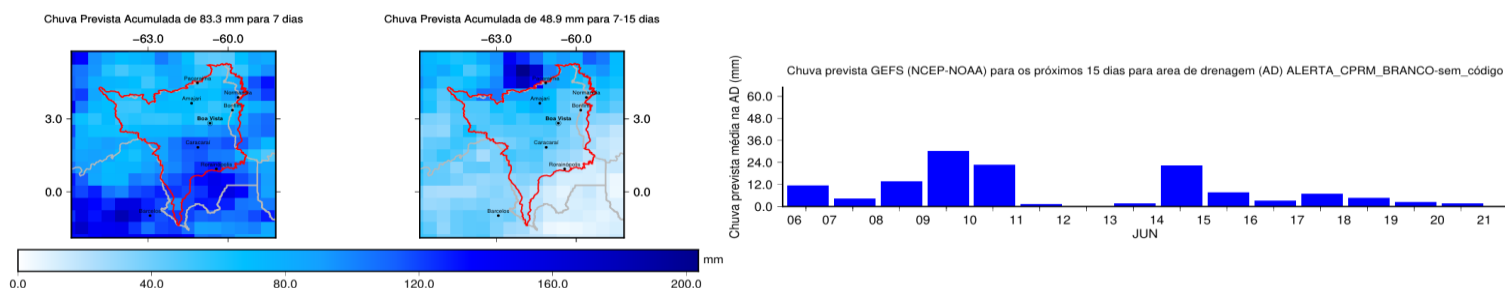 Chuva Prevista Acumulada de 83.3 mm para 7 dias
−63.0 −60.0
Pacaraima
Normandia
Amajari
Bonfim
Boa Vista
Caracaraí
Rorainópolis
Barcelos
3.0
0.0
Chuva Prevista Acumulada de 48.9 mm para 7-15 dias
−63.0 −60.0
Pacaraima
Normandia
Amajari
Bonfim
Boa Vista
Caracaraí
Rorainópolis
Barcelos
3.0
0.0
mm
0.0 40.0 80.0 120.0 160.0 200.0
Chuva prevista GEFS (NCEP-NOAA) para os próximos 15 dias para area de drenagem (AD) ALERTA_CPRM_BRANCO-sem_código
Chuva prevista média na AD (mm)
60.0
48.0
36.0
24.0
12.0
0.0
06 07 08 09 10 11 12 13 14 15 16 17 18 19 20 21
JUN